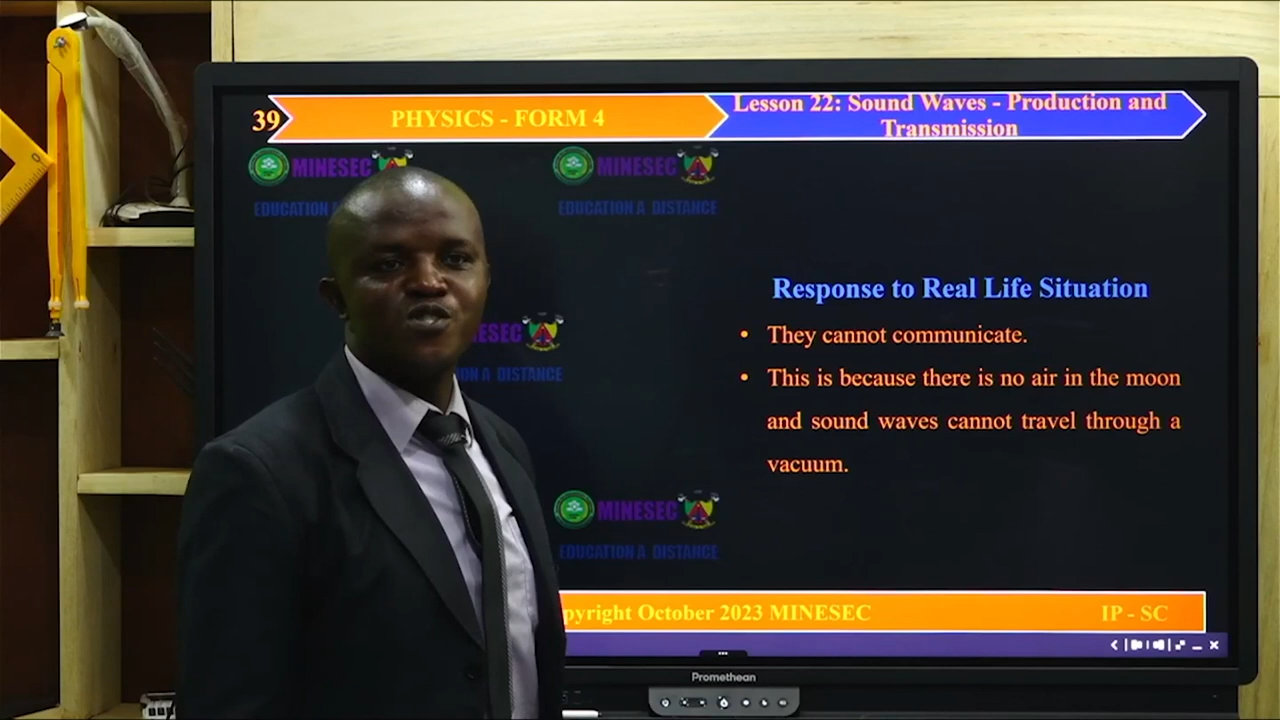 39
PHYSICS - FORM 4
Lesson 22: Sound Waves - Production and
Transmission
MINESEC
EDUCATION A
MINESEC
EDUCATION A DISTANCE
Response to Real Life Situation
• They cannot communicate.
ESEC
ON A DISTANCE
• This is because there is no air in the moon
and sound waves cannot travel through a
vacuum.
MINESEC
EDUCATION A DISTANCE
pyright October 2023 MINESEC
IP - SC
Promethean